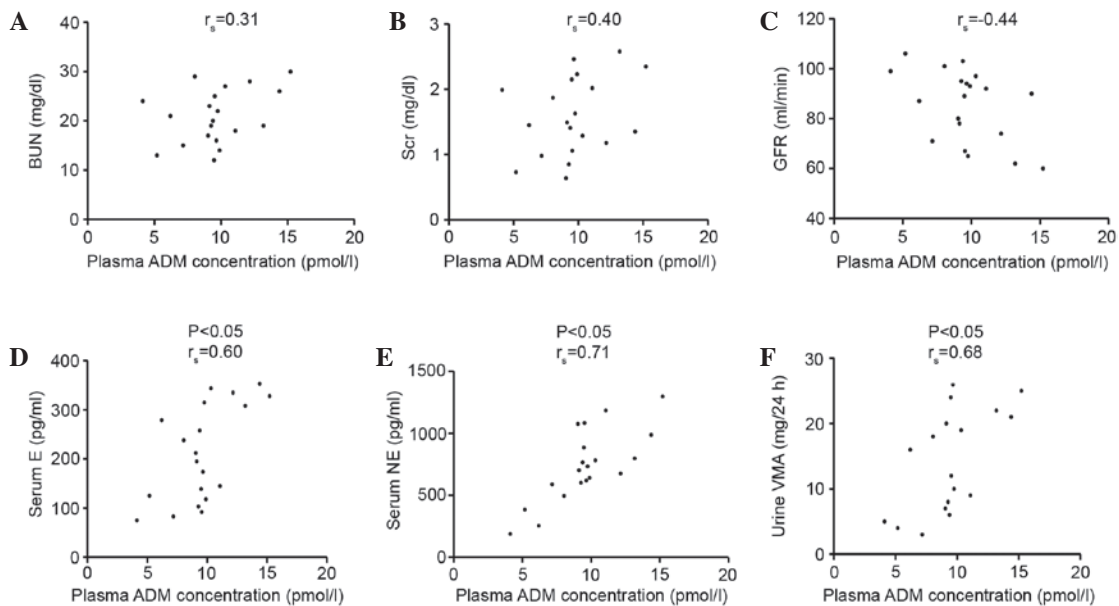 A
r_s=0.31
40
30
20
10
0
BUN (mg/dl)
0 5 10 15 20
Plasma ADM concentration (pmol/l)
B
r_s=0.40
3
2
1
0
Scr (mg/dl)
0 5 10 15 20
Plasma ADM concentration (pmol/l)
C
r_s=-0.44
120
100
80
60
40
GFR (ml/min)
0 5 10 15 20
Plasma ADM concentration (pmol/l)
D
P<0.05
r_s=0.60
400
300
200
100
0
Serum E (pg/ml)
0 5 10 15 20
Plasma ADM concentration (pmol/l)
E
P<0.05
r_s=0.71
1500
1000
500
0
Serum NE (pg/ml)
0 5 10 15 20
Plasma ADM concentration (pmol/l)
F
P<0.05
r_s=0.68
30
20
10
0
Urine VMA (mg/24 h)
0 5 10 15 20
Plasma ADM concentration (pmol/l)